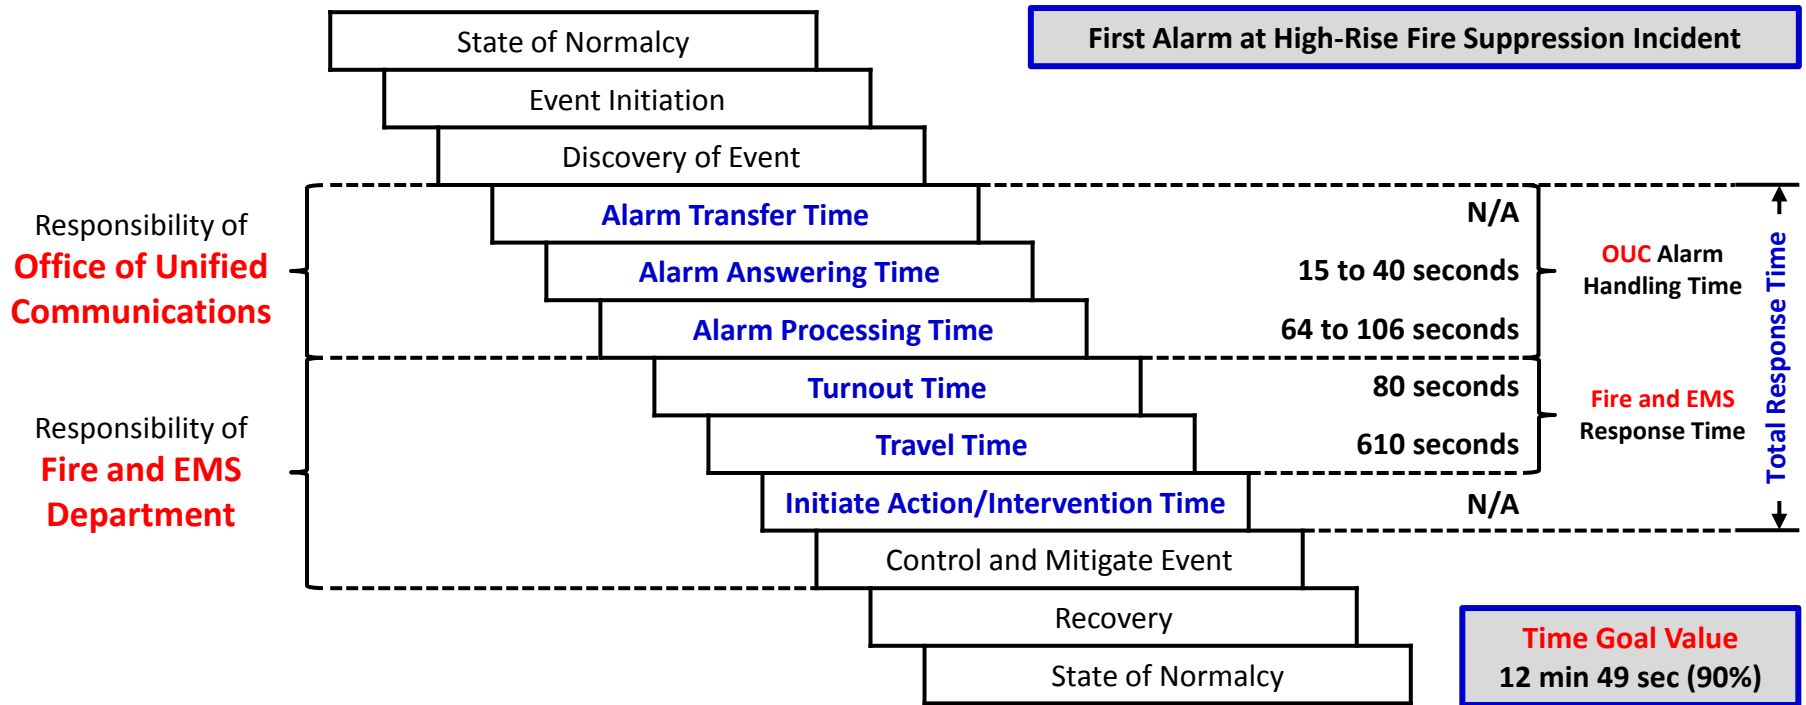 First Alarm at High-Rise Fire Suppression Incident
State of Normalcy
Event Initiation
Discovery of Event
Responsibility of
Office of Unified
Communications
Alarm Transfer Time
N/A
Alarm Answering Time
15 to 40 seconds
Alarm Processing Time
64 to 106 seconds
OUC Alarm
Handling Time
Responsibility of
Fire and EMS
Department
Turnout Time
80 seconds
Travel Time
610 seconds
Fire and EMS
Response Time
Initiate Action/Intervention Time
N/A
Total Response Time
Control and Mitigate Event
Recovery
State of Normalcy
Time Goal Value
12 min 49 sec (90%)